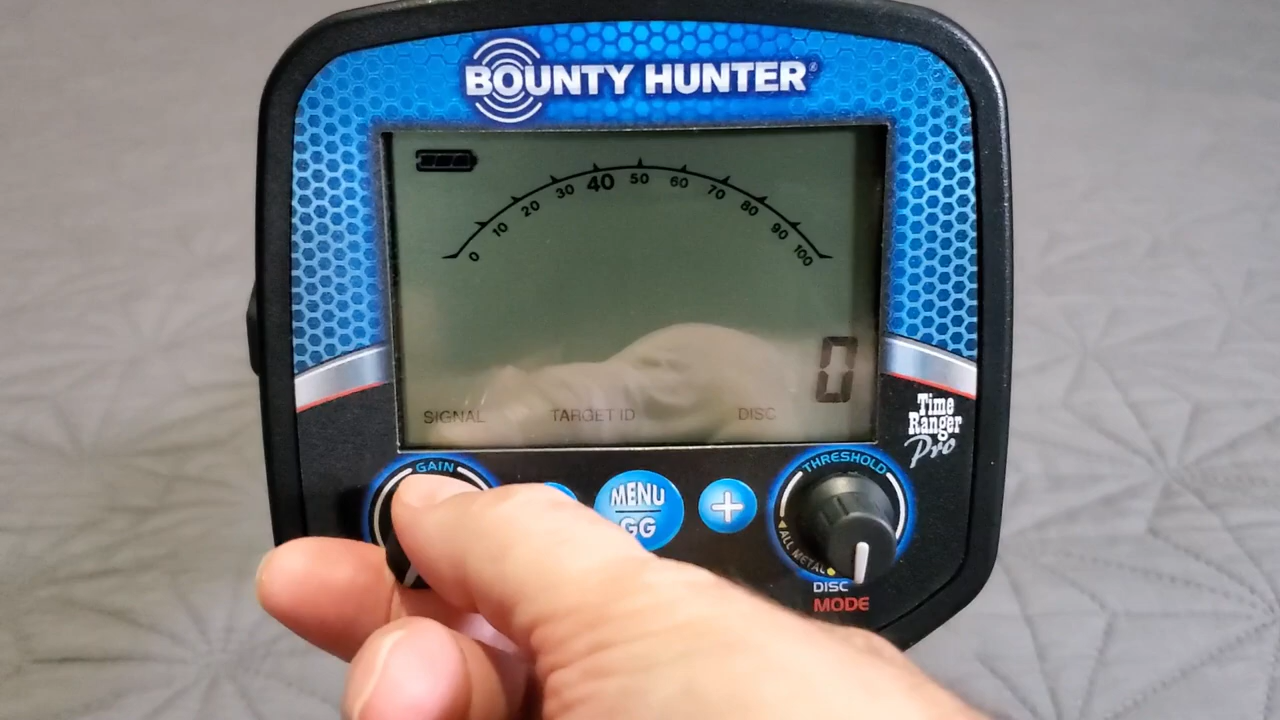 BOUNTY HUNTER®
0 10 20 30 40 50 60 70 80 90 100
0
SIGNAL TARGET ID DISC
Time
Ranger
Pro
GAIN
MENU
GG
+
THRESHOLD
ALL METAL
DISC
MODE